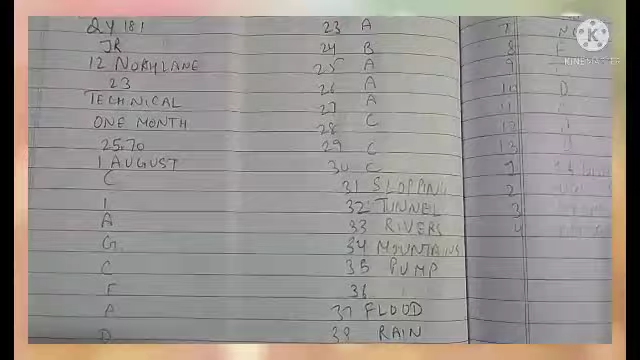 QY 181
JR
12 NORYLANE
23
TECHNICAL
ONE MONTH
25.70
1 AUGUST
C
I
A
G
C
F
A
D
23 A
24 B
25 A
26 A
27 A
28 C
29 C
30 C
31 SLOPPING
32 TUNNEL
33 RIVERS
34 MOUNTAINS
35 PUMP
36
37 FLOOD
38 RAIN
7
8
9
10 D
11
12
13
1
2
3
4
KINEMASTER